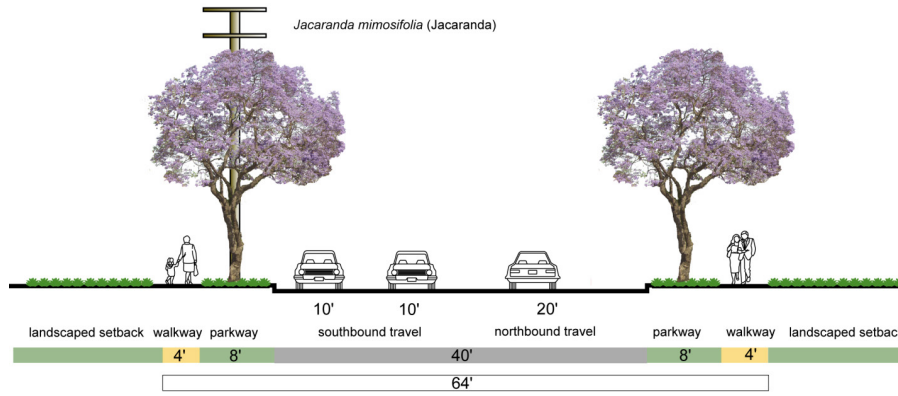 Jacaranda mimosifolia (Jacaranda)
10' 10' 20'
landscaped setback walkway parkway southbound travel northbound travel parkway walkway landscaped setbac
4' 8' 40' 8' 4'
64'